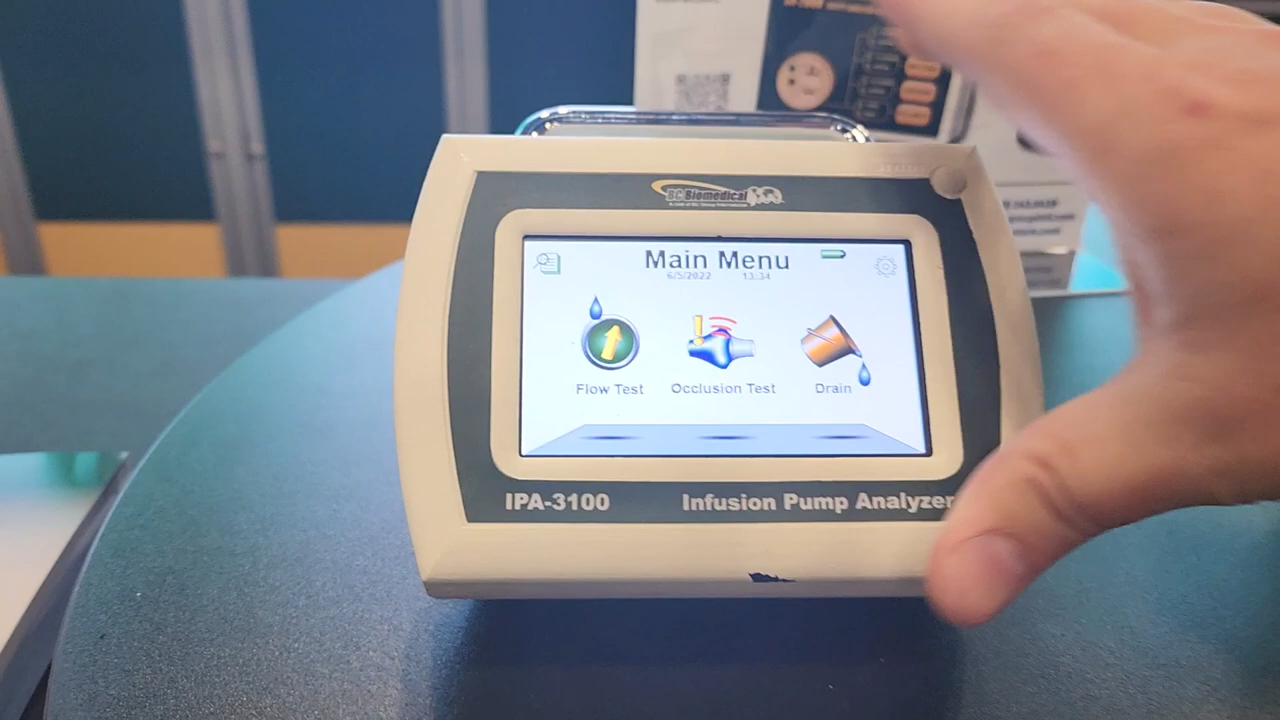 BC Biomedical
Main Menu
6/5/2022 13:34
Flow Test
Occlusion Test
Drain
IPA-3100
Infusion Pump Analyzer